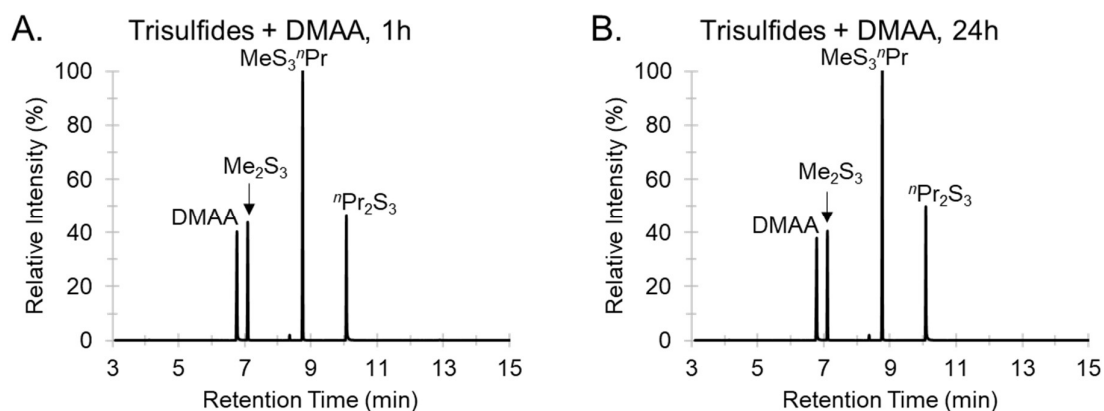 A. Trisulfides + DMAA, 1h
MeS₃ⁿPr
100
80
60
40
20
0
Relative Intensity (%)
DMAA
Me₂S₃
ⁿPr₂S₃
3 5 7 9 11 13 15
Retention Time (min)
B. Trisulfides + DMAA, 24h
MeS₃ⁿPr
100
80
60
40
20
0
Relative Intensity (%)
DMAA
Me₂S₃
ⁿPr₂S₃
3 5 7 9 11 13 15
Retention Time (min)